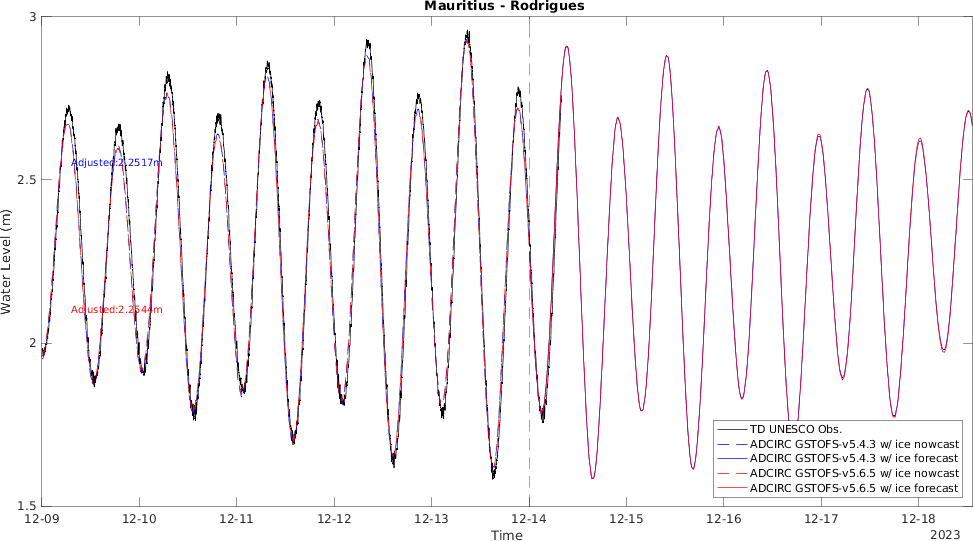 Mauritius - Rodrigues
3
2.5
2
1.5
Water Level (m)
Adjusted:2.2517m
Adjusted:2.2544m
TD UNESCO Obs.
ADCIRC GSTOFS-v5.4.3 w/ ice nowcast
ADCIRC GSTOFS-v5.4.3 w/ ice forecast
ADCIRC GSTOFS-v5.6.5 w/ ice nowcast
ADCIRC GSTOFS-v5.6.5 w/ ice forecast
12-09 12-10 12-11 12-12 12-13 12-14 12-15 12-16 12-17 12-18
Time
2023